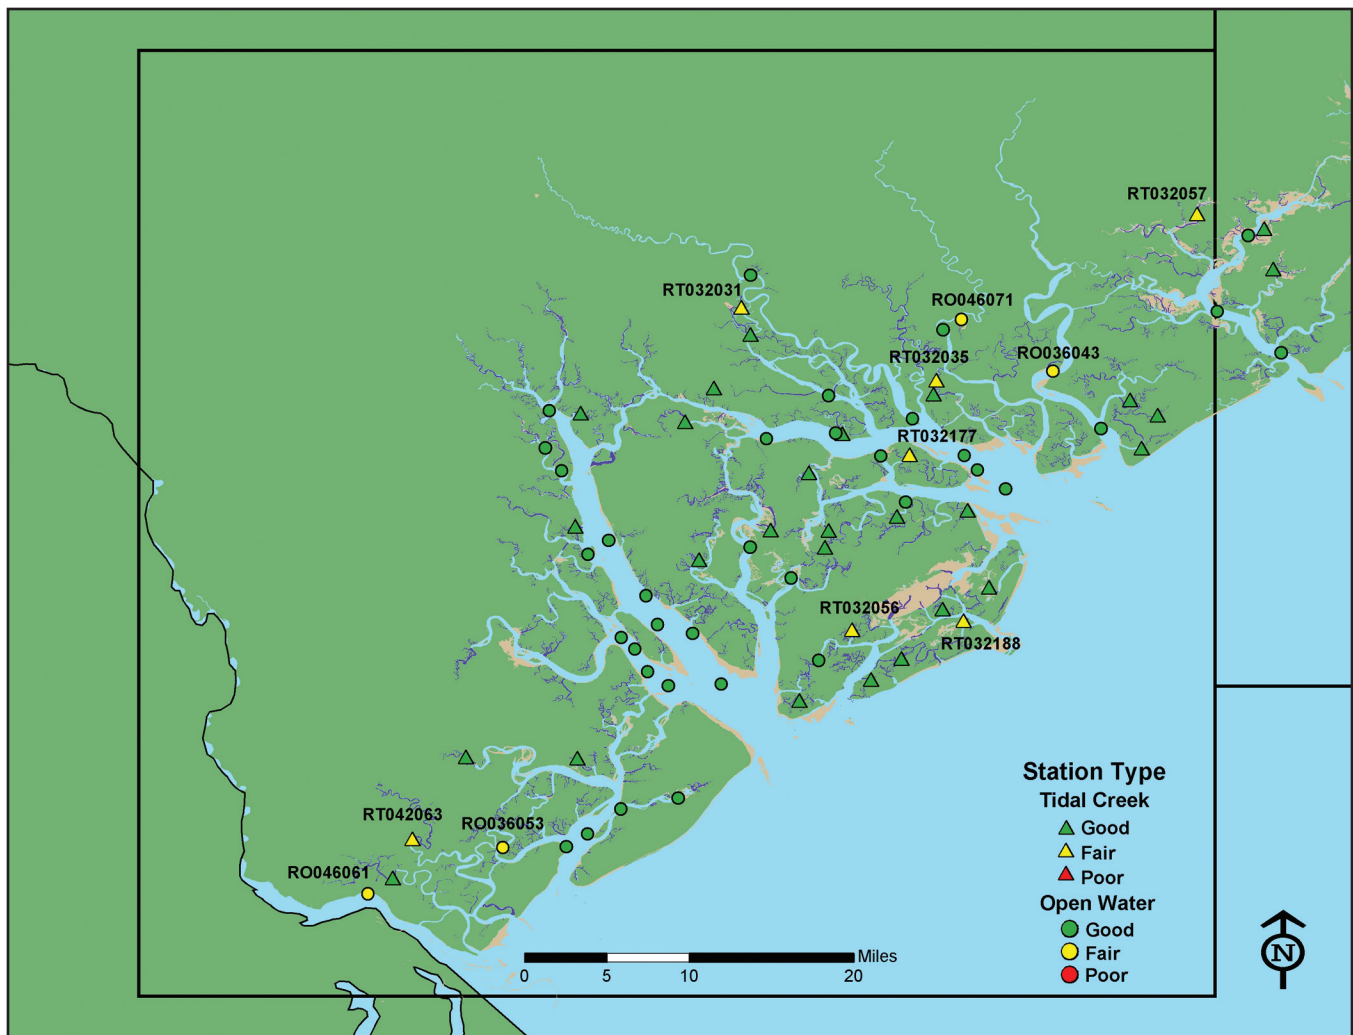 RT032057
RT032031
RO046071
RT032035
RO036043
RT032177
RT032056
RT032188
RT042063
RO036053
RO046061
Station Type
Tidal Creek
Good
Fair
Poor
Open Water
Good
Fair
Poor
Miles
0 5 10 20
N